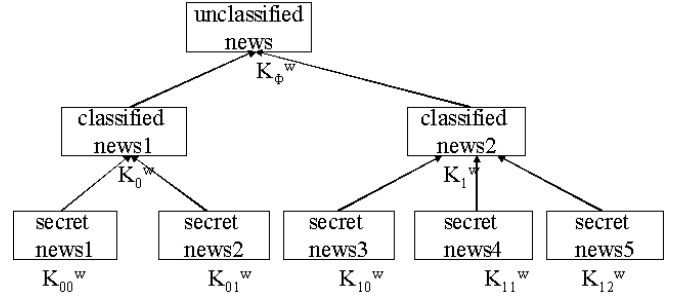 unclassified
news
K_Φ^w
classified
news1
classified
news2
K_0^w
K_1^w
secret
news1
secret
news2
secret
news3
secret
news4
secret
news5
K_00^w
K_01^w
K_10^w
K_11^w
K_12^w